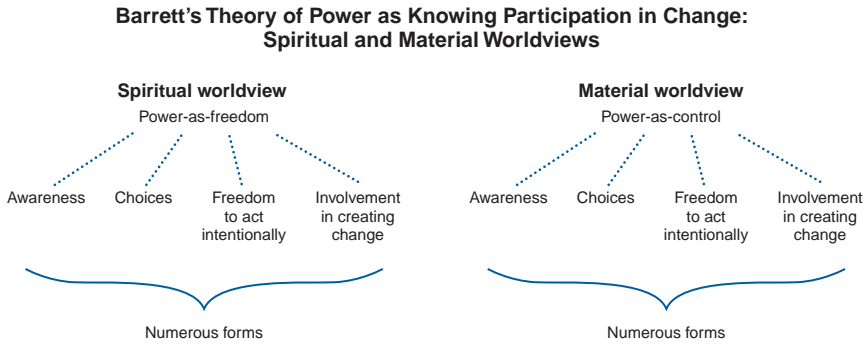 Barrett's Theory of Power as Knowing Participation in Change:
Spiritual and Material Worldviews
Spiritual worldview
Power-as-freedom
Awareness
Choices
Freedom
to act
intentionally
Involvement
in creating
change
Numerous forms
Material worldview
Power-as-control
Awareness
Choices
Freedom
to act
intentionally
Involvement
in creating
change
Numerous forms